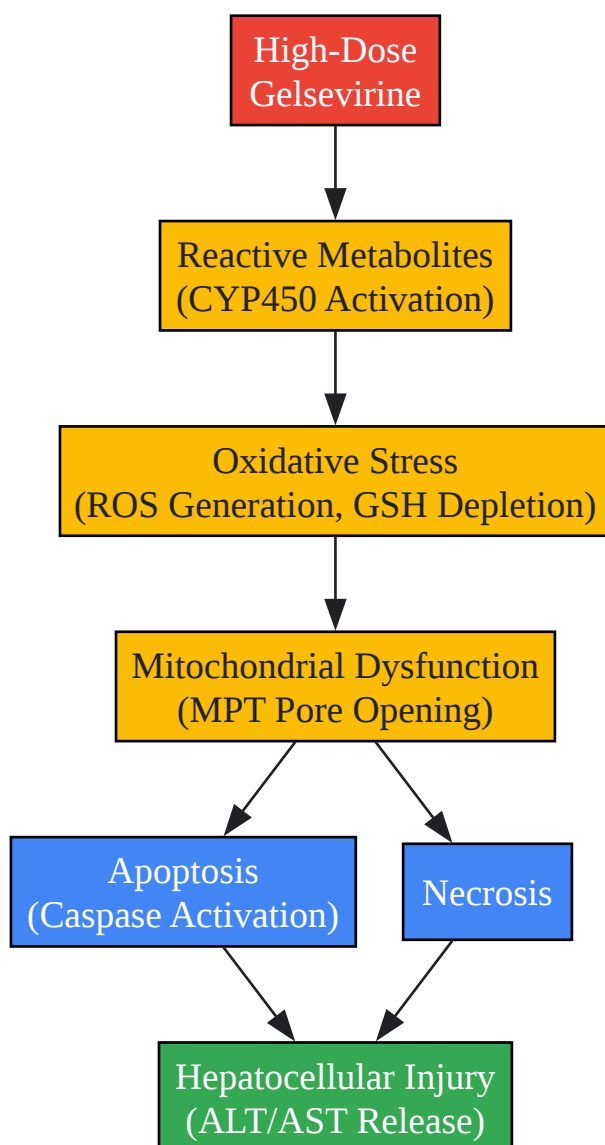 High-Dose
Gelsevirine
Reactive Metabolites
(CYP450 Activation)
Oxidative Stress
(ROS Generation, GSH Depletion)
Mitochondrial Dysfunction
(MPT Pore Opening)
Apoptosis
(Caspase Activation)
Necrosis
Hepatocellular Injury
(ALT/AST Release)